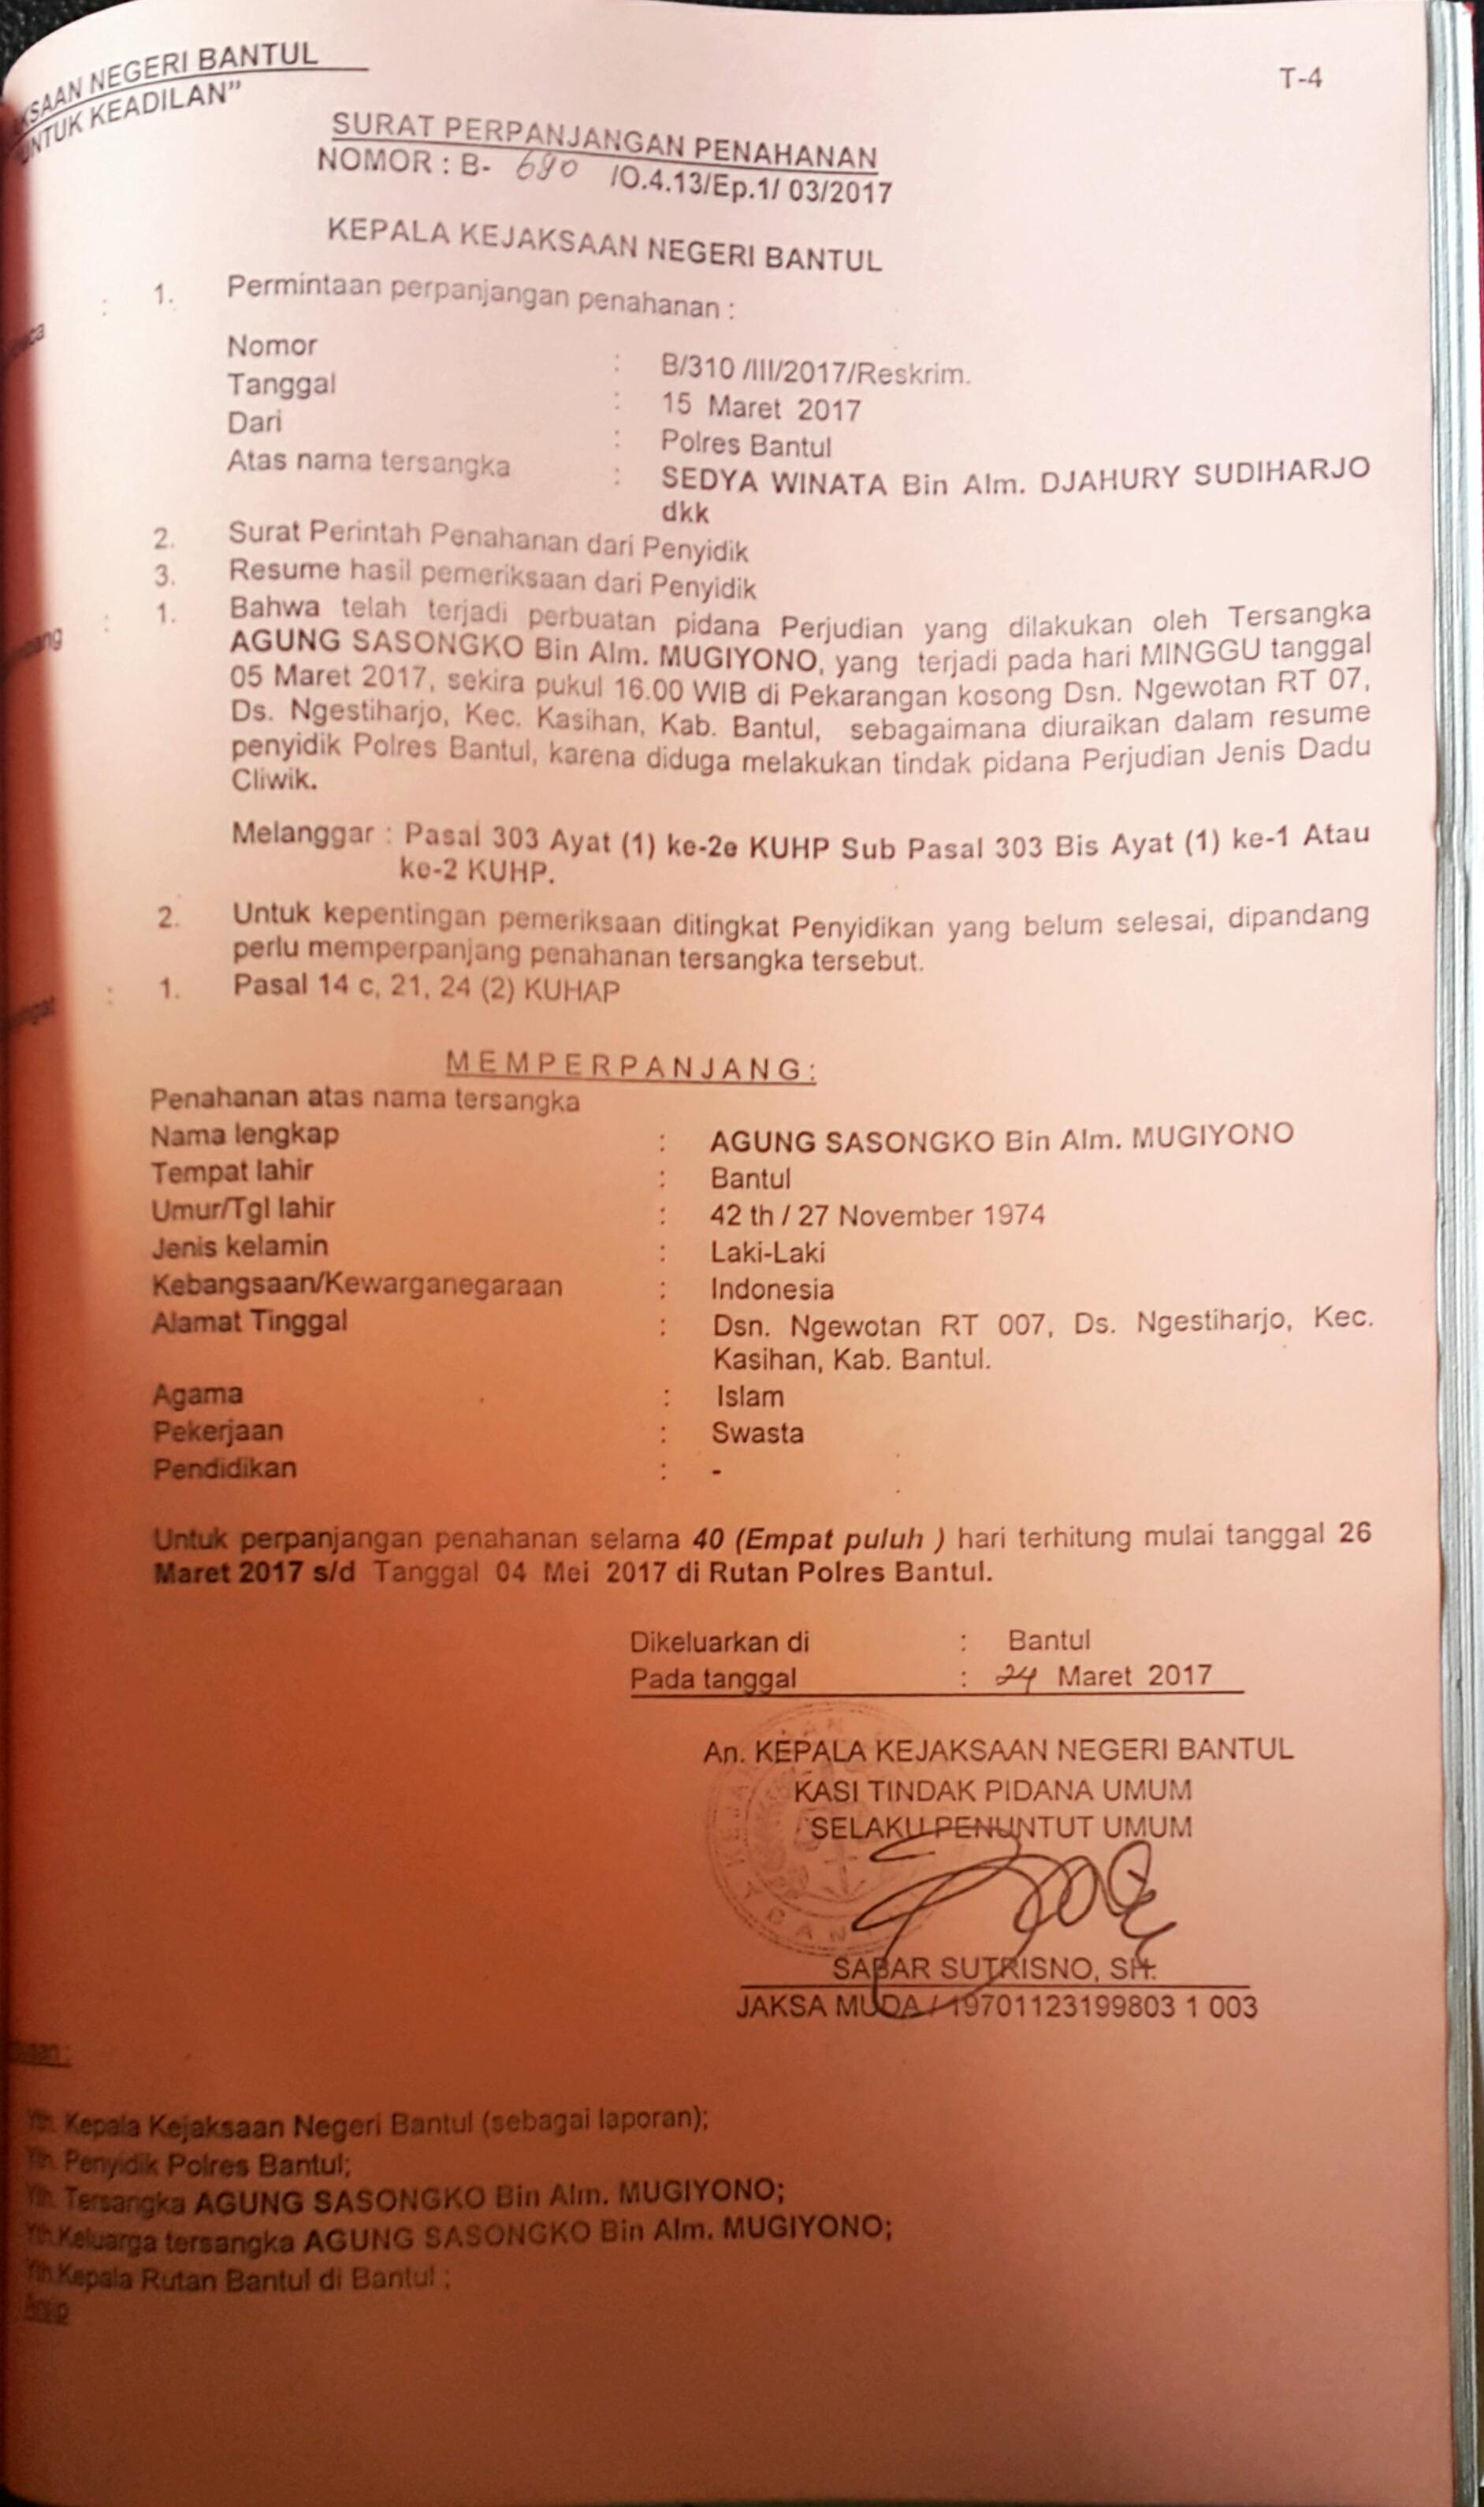 KSAAN NEGERI BANTUL
UNTUK KEADILAN"
T-4
SURAT PERPANJANGAN PENAHANAN
NOMOR : B- 690 /O.4.13/Ep.1/ 03/2017
KEPALA KEJAKSAAN NEGERI BANTUL
: 1. Permintaan perpanjangan penahanan :
Nomor : B/310 /III/2017/Reskrim.
Tanggal : 15 Maret 2017
Dari : Polres Bantul
Atas nama tersangka : SEDYA WINATA Bin Alm. DJAHURY SUDIHARJO
dkk
2. Surat Perintah Penahanan dari Penyidik
3. Resume hasil pemeriksaan dari Penyidik
: 1. Bahwa telah terjadi perbuatan pidana Perjudian yang dilakukan oleh Tersangka
AGUNG SASONGKO Bin Alm. MUGIYONO, yang terjadi pada hari MINGGU tanggal
05 Maret 2017, sekira pukul 16.00 WIB di Pekarangan kosong Dsn. Ngewotan RT 07,
Ds. Ngestiharjo, Kec. Kasihan, Kab. Bantul, sebagaimana diuraikan dalam resume
penyidik Polres Bantul, karena diduga melakukan tindak pidana Perjudian Jenis Dadu
Cliwik.
Melanggar : Pasal 303 Ayat (1) ke-2e KUHP Sub Pasal 303 Bis Ayat (1) ke-1 Atau
ke-2 KUHP.
2. Untuk kepentingan pemeriksaan ditingkat Penyidikan yang belum selesai, dipandang
perlu memperpanjang penahanan tersangka tersebut.
: 1. Pasal 14 c, 21, 24 (2) KUHAP
MEMPERPANJANG:
Penahanan atas nama tersangka
Nama lengkap : AGUNG SASONGKO Bin Alm. MUGIYONO
Tempat lahir : Bantul
Umur/Tgl lahir : 42 th / 27 November 1974
Jenis kelamin : Laki-Laki
Kebangsaan/Kewarganegaraan : Indonesia
Alamat Tinggal : Dsn. Ngewotan RT 007, Ds. Ngestiharjo, Kec.
Kasihan, Kab. Bantul.
Agama : Islam
Pekerjaan : Swasta
Pendidikan : -
Untuk perpanjangan penahanan selama 40 (Empat puluh ) hari terhitung mulai tanggal 26
Maret 2017 s/d Tanggal 04 Mei 2017 di Rutan Polres Bantul.
Dikeluarkan di : Bantul
Pada tanggal : 24 Maret 2017
An. KEPALA KEJAKSAAN NEGERI BANTUL
KASI TINDAK PIDANA UMUM
SELAKU PENUNTUT UMUM
SABAR SUTRISNO, SH.
JAKSA MUDA / 19701123199803 1 003
Yth. Kepala Kejaksaan Negeri Bantul (sebagai laporan);
Yth. Penyidik Polres Bantul;
Yth. Tersangka AGUNG SASONGKO Bin Alm. MUGIYONO;
Yth.Keluarga tersangka AGUNG SASONGKO Bin Alm. MUGIYONO;
Yth.Kepala Rutan Bantul di Bantul ;
Arsip